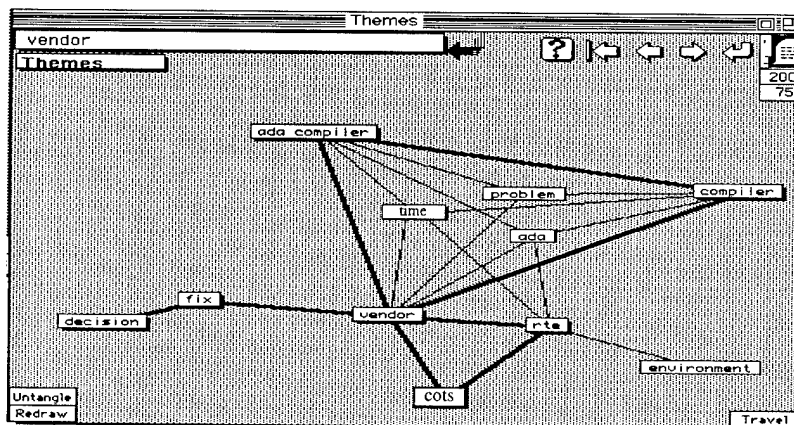 Themes
vendor
?
Themes
200
75
ada compiler
problem
compiler
time
ada
fix
vendor
decision
rte
environment
cots
Untangle
Redraw
Travel